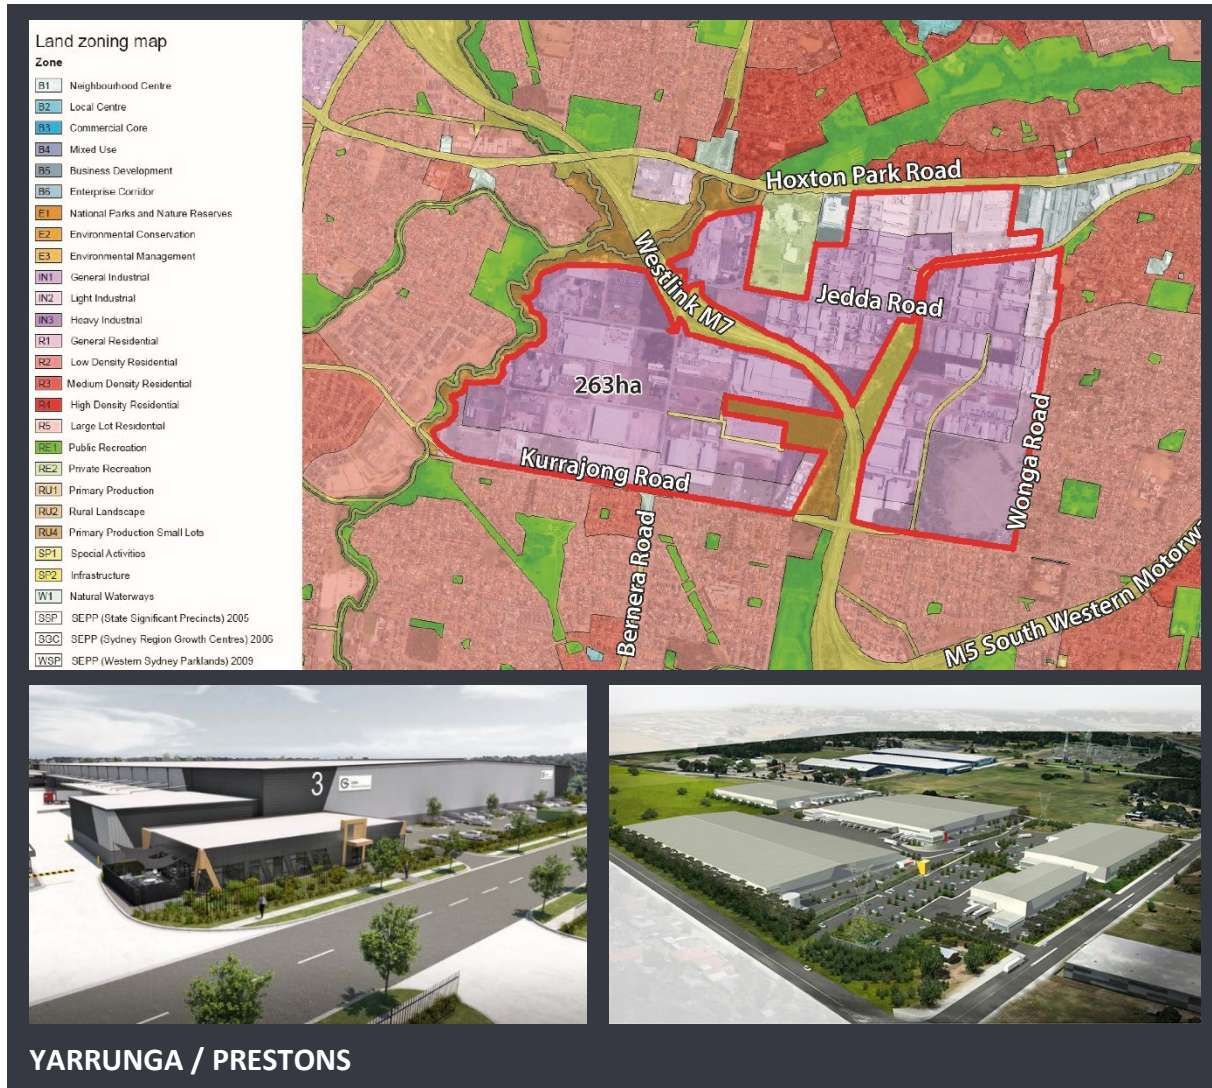 Land zoning map
Zone
B1 Neighbourhood Centre
B2 Local Centre
B3 Commercial Core
B4 Mixed Use
B5 Business Development
B6 Enterprise Corridor
E1 National Parks and Nature Reserves
E2 Environmental Conservation
E3 Environmental Management
IN1 General Industrial
IN2 Light Industrial
IN3 Heavy Industrial
R1 General Residential
R2 Low Density Residential
R3 Medium Density Residential
R4 High Density Residential
R5 Large Lot Residential
RE1 Public Recreation
RE2 Private Recreation
RU1 Primary Production
RU2 Rural Landscape
RU4 Primary Production Small Lots
SP1 Special Activities
SP2 Infrastructure
W1 Natural Waterways
SSP SEPP (State Significant Precincts) 2005
SGC SEPP (Sydney Region Growth Centres) 2006
WSP SEPP (Western Sydney Parklands) 2009
Hoxton Park Road
Westlink M7
Jedda Road
263ha
Kurrajong Road
Wonga Road
Bernera Road
M5 South Western Motorwa
3
YARRUNGA / PRESTONS